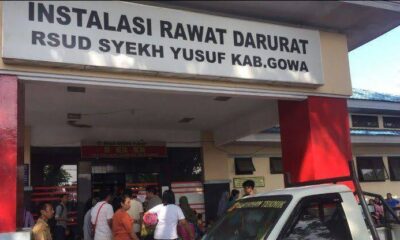 INSTALASI RAWAT DARURAT
RSUD SYEKH YUSUF KAB.GOWA